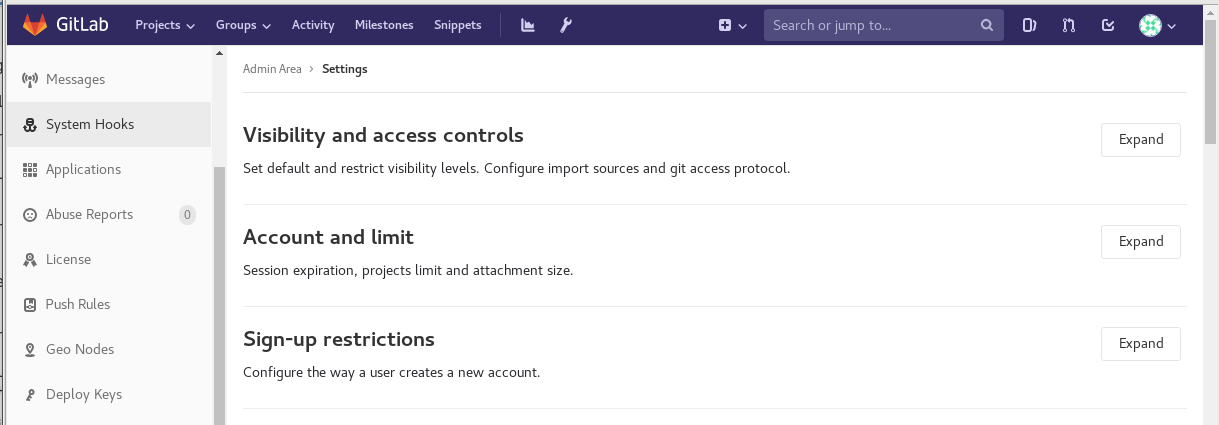 GitLab Projects Groups Activity Milestones Snippets Search or jump to...
Messages
System Hooks
Applications
Abuse Reports 0
License
Push Rules
Geo Nodes
Deploy Keys
Admin Area > Settings
Visibility and access controls
Expand
Set default and restrict visibility levels. Configure import sources and git access protocol.
Account and limit
Expand
Session expiration, projects limit and attachment size.
Sign-up restrictions
Expand
Configure the way a user creates a new account.